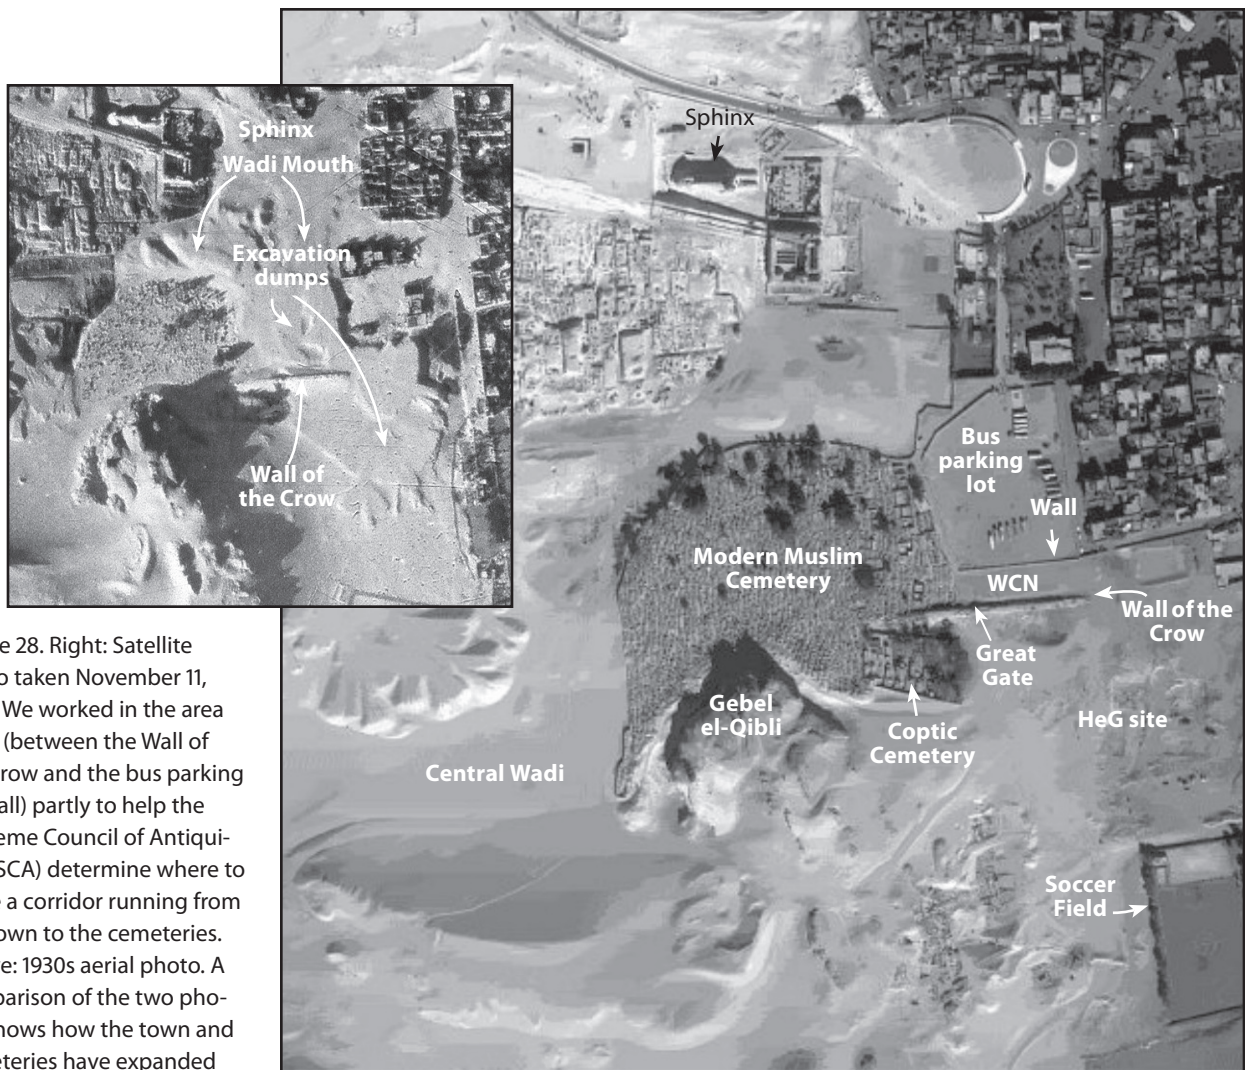 Sphinx
Wadi Mouth
Excavation
dumps
Wall of
the Crow
Sphinx
Bus
parking
lot
Wall
Modern Muslim
Cemetery
WCN
Wall of the
Crow
Great
Gate
Gebel
el-Qibli
Coptic
Cemetery
HeG site
Central Wadi
Soccer
Field
e 28. Right: Satellite
o taken November 11,
We worked in the area
(between the Wall of
row and the bus parking
all) partly to help the
eme Council of Antiqui-
SCA) determine where to
e a corridor running from
own to the cemeteries.
e: 1930s aerial photo. A
parison of the two pho-
hows how the town and
eteries have expanded